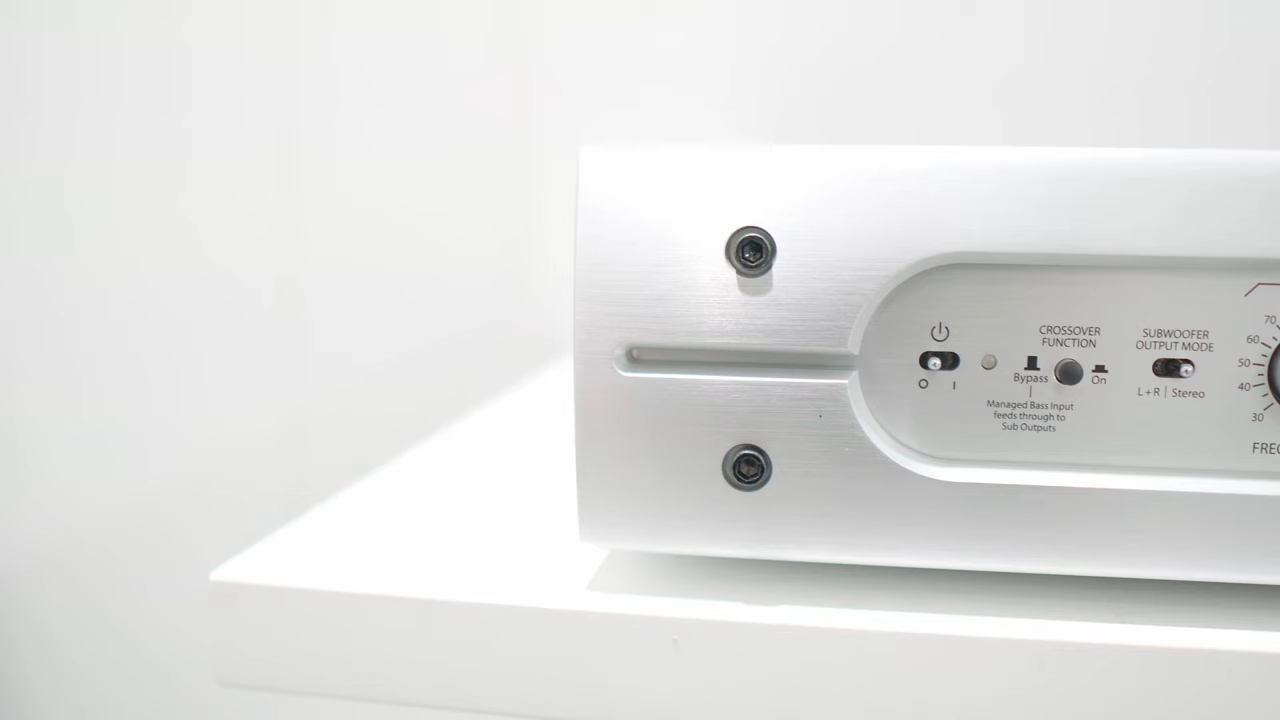 CROSSOVER
FUNCTION
Bypass
On
Managed Bass Input
feeds through to
Sub Outputs
O I
SUBWOOFER
OUTPUT MODE
L + R | Stereo
70
60
50
40
30
FREQ